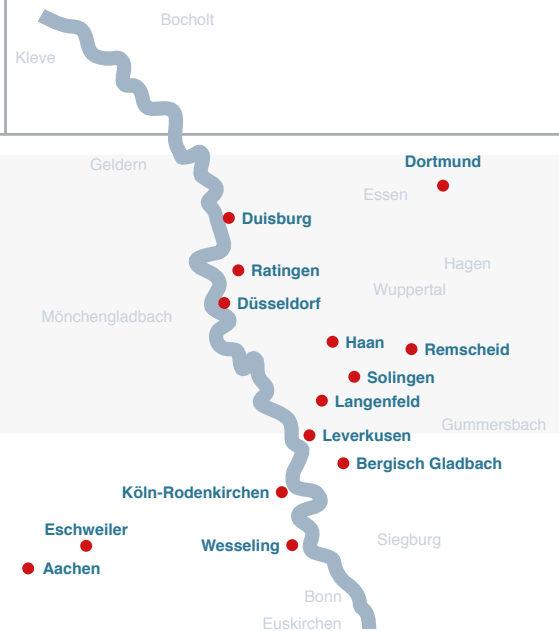 Bocholt
Kleve
Dortmund
Geldern
Essen
Duisburg
Hagen
Ratingen
Wuppertal
Düsseldorf
Mönchengladbach
Haan
Remscheid
Solingen
Langenfeld
Gummersbach
Leverkusen
Bergisch Gladbach
Köln-Rodenkirchen
Eschweiler
Siegburg
Wesseling
Aachen
Bonn
Euskirchen